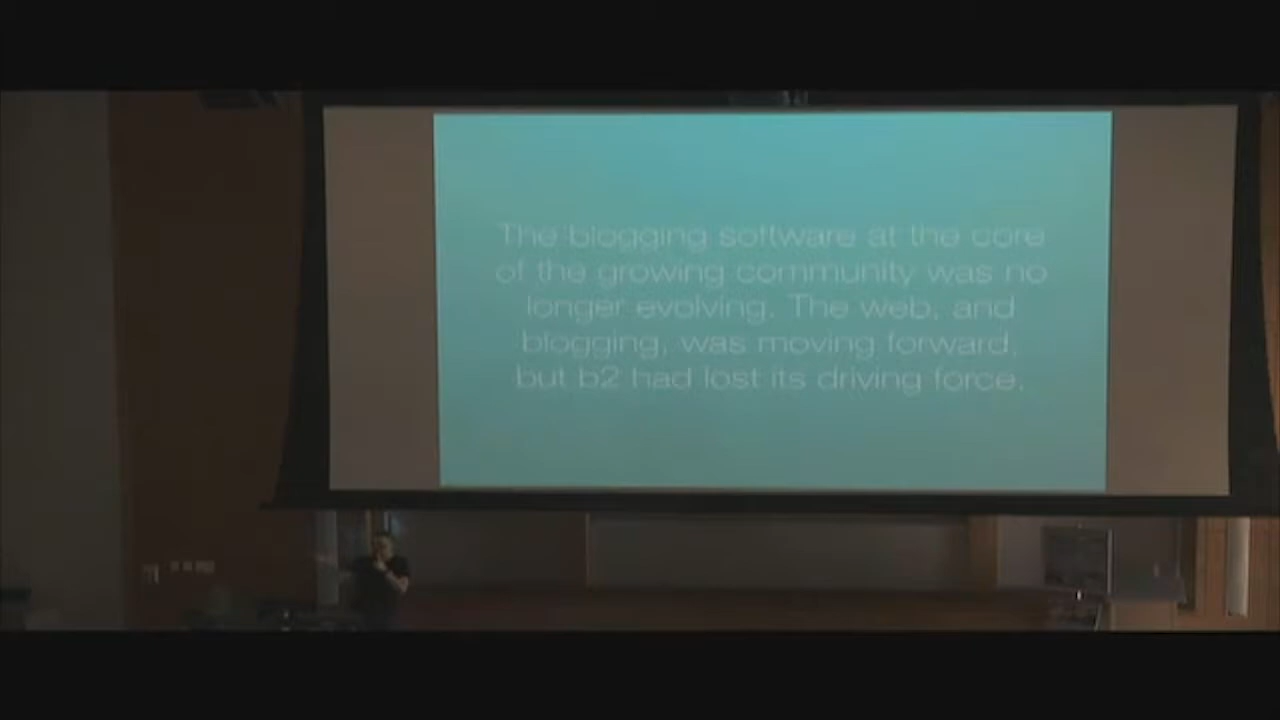 The blogging software at the core
of the growing community was no
longer evolving. The web, and
blogging, was moving forward,
but b2 had lost its driving force.